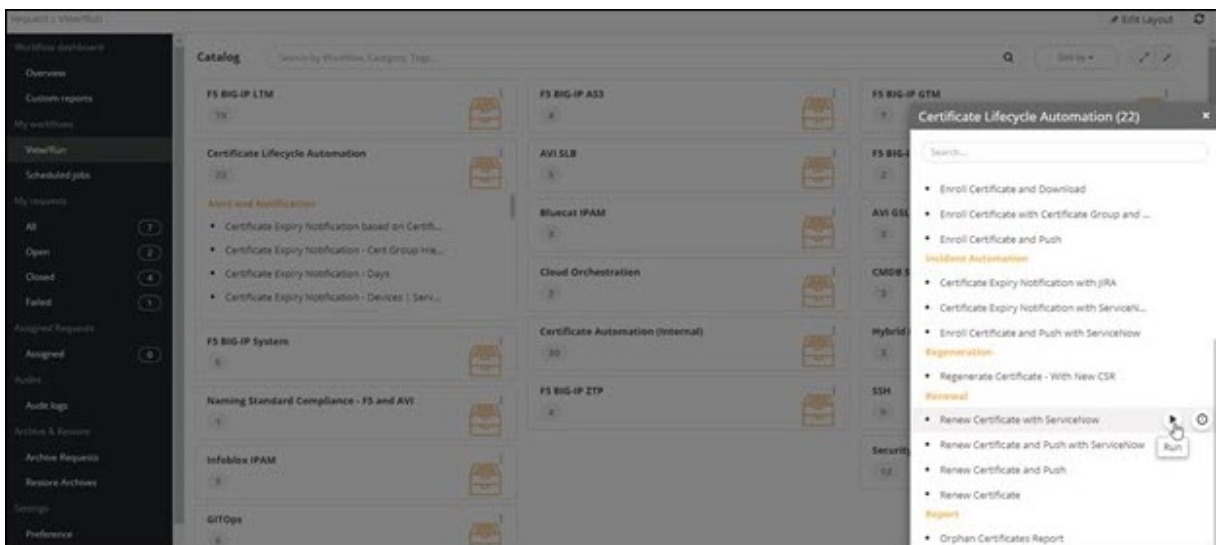 Request > View/Run
Edit Layout
Workflow dashboard
Overview
Custom reports
My workflows
View/Run
Scheduled jobs
My requests
All 7
Open 2
Closed 4
Failed 1
Assigned Requests
Assigned 0
Audits
Audit logs
Archive & Restore
Archive Requests
Restore Archives
Settings
Preference
Catalog
Search by Workflow, Category, Tags...
Sort by
F5 BIG-IP LTM
19
Certificate Lifecycle Automation
22
Alert and Notification
Certificate Expiry Notification based on Certifi...
Certificate Expiry Notification - Cert Group Hie...
Certificate Expiry Notification - Days
Certificate Expiry Notification - Devices | Serv...
F5 BIG-IP System
Naming Standard Compliance - F5 and AVI
1
Infoblox IPAM
GITOps
F5 BIG-IP AS3
4
AVI SLB
Bluecat IPAM
Cloud Orchestration
Certificate Automation (Internal)
30
F5 BIG-IP ZTP
F5 BIG-IP GTM
7
F5 BIG-I
AVI GSL
CMDB S
Hybrid
SSH
Security
12
Certificate Lifecycle Automation (22)
Search...
Enroll Certificate and Download
Enroll Certificate with Certificate Group and ...
Enroll Certificate and Push
Incident Automation
Certificate Expiry Notification with JIRA
Certificate Expiry Notification with ServiceN...
Enroll Certificate and Push with ServiceNow
Regeneration
Regenerate Certificate - With New CSR
Renewal
Renew Certificate with ServiceNow
Run
Renew Certificate and Push with ServiceNow
Renew Certificate and Push
Renew Certificate
Report
Orphan Certificates Report